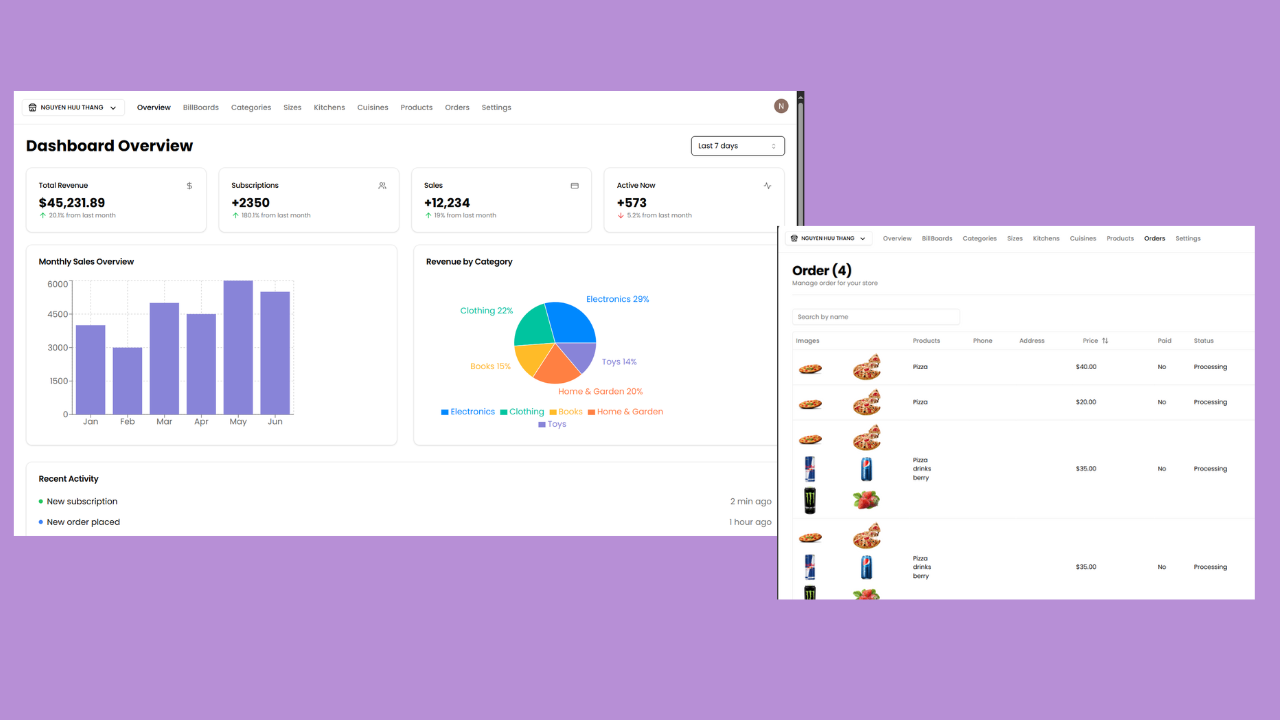 NGUYEN HUU THANG Overview BillBoards Categories Sizes Kitchens Cuisines Products Orders Settings N
Dashboard Overview Last 7 days
Total Revenue $
$45,231.89
20.1% from last month
Subscriptions
+2350
180.1% from last month
Sales
+12,234
19% from last month
Active Now
+573
5.2% from last month
Monthly Sales Overview
6000
4500
3000
1500
0
Jan Feb Mar Apr May Jun
Revenue by Category
Electronics 29%
Clothing 22%
Toys 14%
Books 15%
Home & Garden 20%
Electronics Clothing Books Home & Garden
Toys
Recent Activity
New subscription 2 min ago
New order placed 1 hour ago
NGUYEN HUU THANG Overview BillBoards Categories Sizes Kitchens Cuisines Products Orders Settings
Order (4)
Manage order for your store
Search by name
Images Products Phone Address Price Paid Status
Pizza $40.00 No Processing
Pizza $20.00 No Processing
Pizza
drinks $35.00 No Processing
berry
Pizza
drinks $35.00 No Processing
berry